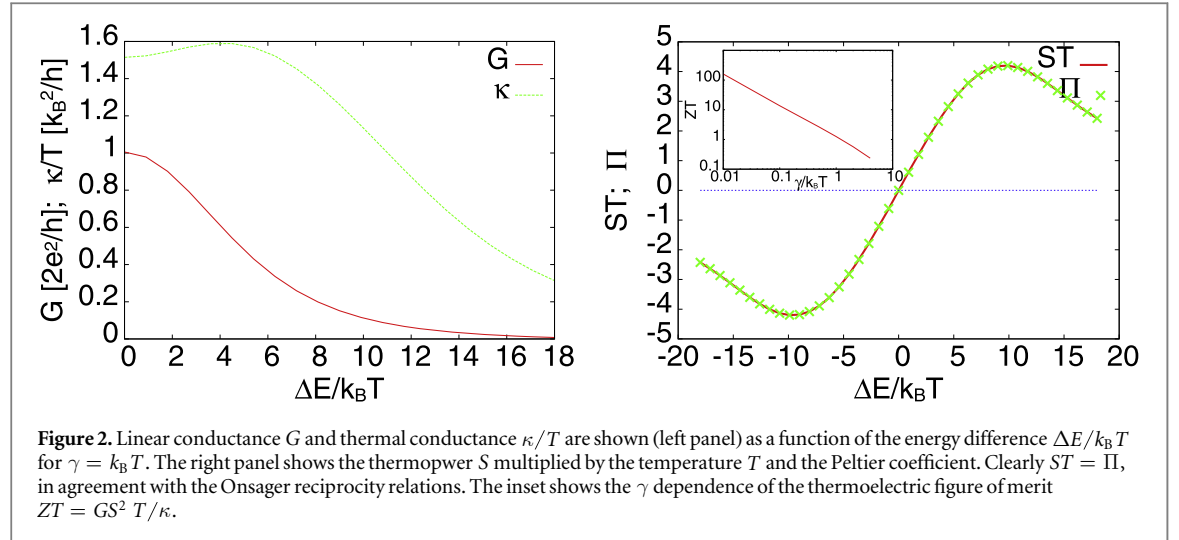 1.6
1.4
1.2
1
0.8
0.6
0.4
0.2
0
G [2e²/h]; κ/T [k_B²/h]
G
κ
0 2 4 6 8 10 12 14 16 18
ΔE/k_BT
5
4
3
2
1
0
-1
-2
-3
-4
-5
ST; Π
ST
Π
100
10
1
0.1
ZT
0.01 0.1 1 10
γ/k_BT
-20 -15 -10 -5 0 5 10 15 20
ΔE/k_BT
Figure 2. Linear conductance G and thermal conductance κ/T are shown (left panel) as a function of the energy difference ΔE/k_BT
for γ = k_BT. The right panel shows the thermopwer S multiplied by the temperature T and the Peltier coefficient. Clearly ST = Π,
in agreement with the Onsager reciprocity relations. The inset shows the γ dependence of the thermoelectric figure of merit
ZT = GS² T/κ.